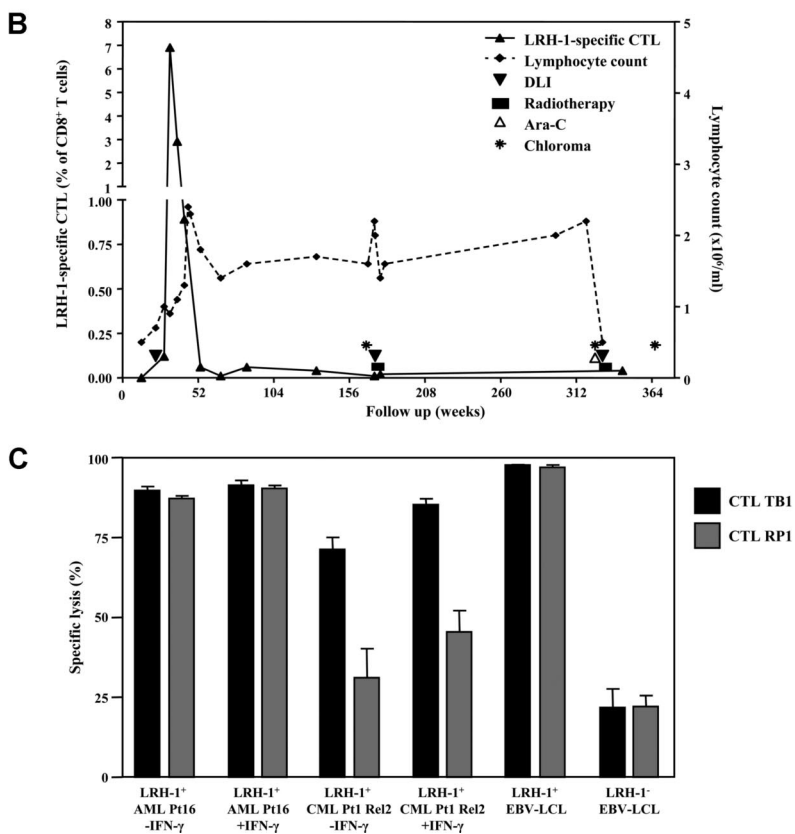 B
LRH-1-specific CTL (% of CD8⁺ T cells)
8
7
6
5
4
3
2
1
1.00
0.75
0.50
0.25
0.00
5
4
3
2
1
0
Lymphocyte count (x10⁶/ml)
LRH-1-specific CTL
Lymphocyte count
DLI
Radiotherapy
Ara-C
Chloroma
0 52 104 156 208 260 312 364
Follow up (weeks)
C
Specific lysis (%)
100
75
50
25
0
CTL TB1
CTL RP1
LRH-1⁺ LRH-1⁺ LRH-1⁺ LRH-1⁺ LRH-1⁺ LRH-1⁻
AML Pt16 AML Pt16 CML Pt1 Rel2 CML Pt1 Rel2 EBV-LCL EBV-LCL
-IFN-γ +IFN-γ -IFN-γ +IFN-γ